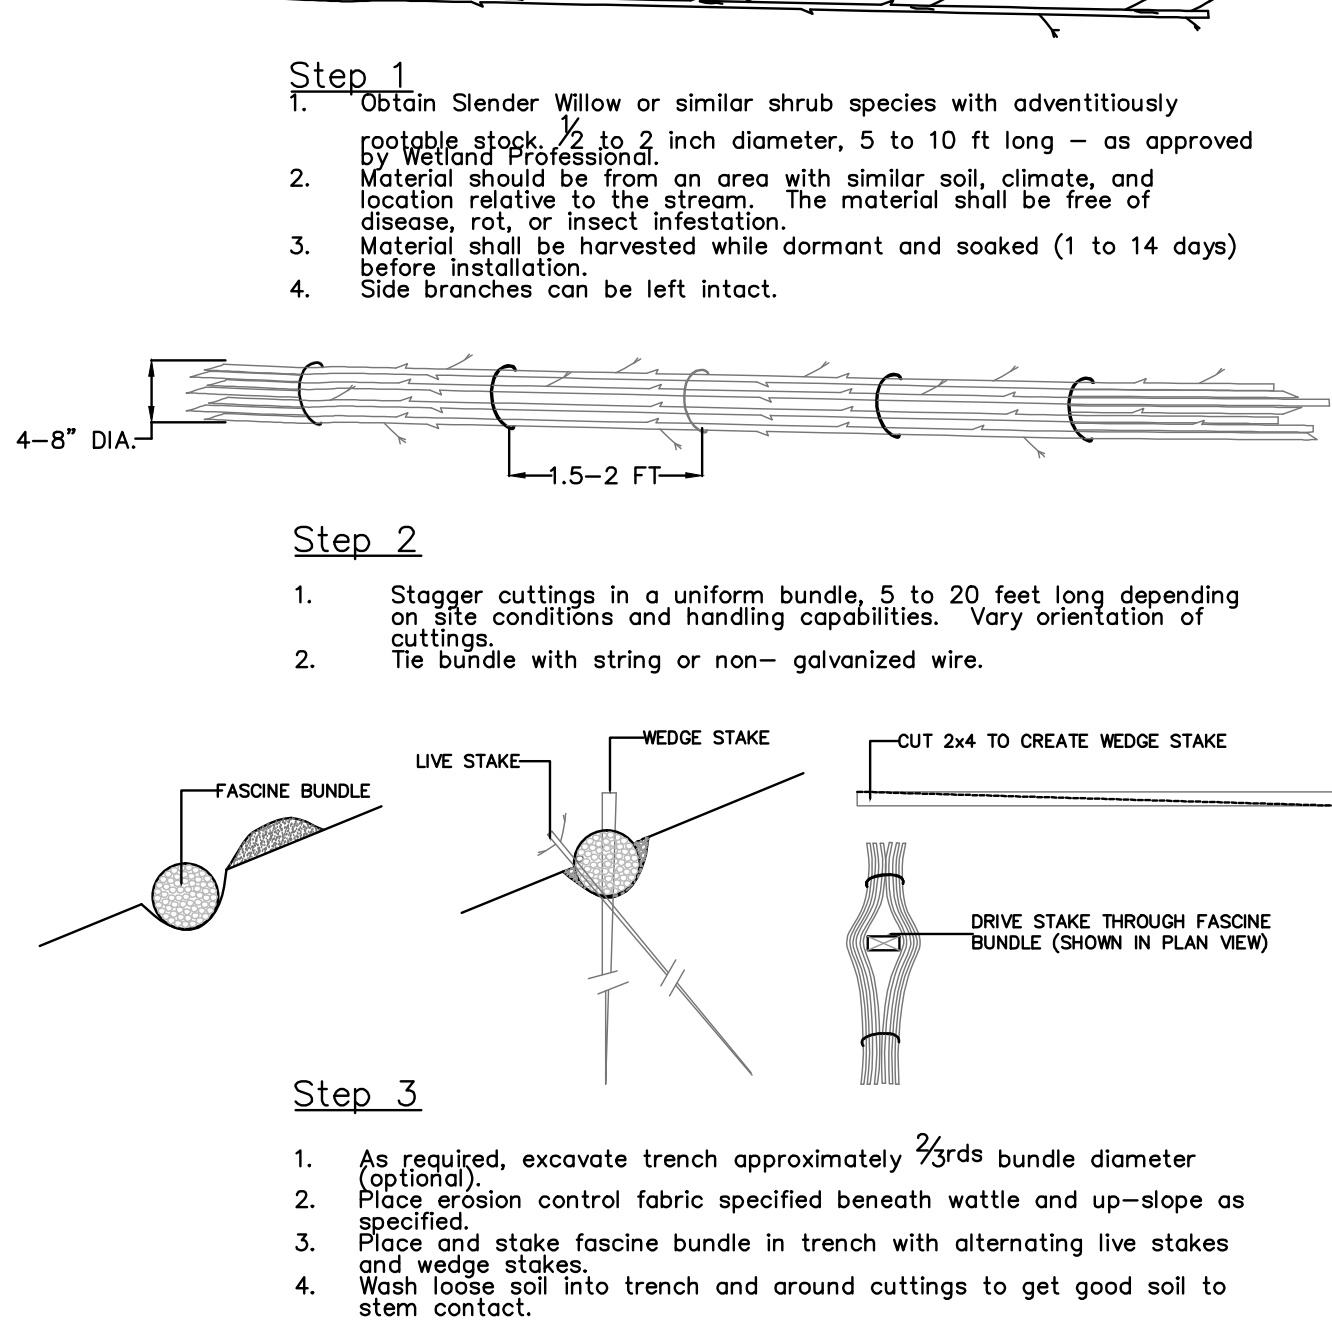 Step 1
1. Obtain Slender Willow or similar shrub species with adventitiously
rootable stock. 1/2 to 2 inch diameter, 5 to 10 ft long – as approved
by Wetland Professional.
2. Material should be from an area with similar soil, climate, and
location relative to the stream. The material shall be free of
disease, rot, or insect infestation.
3. Material shall be harvested while dormant and soaked (1 to 14 days)
before installation.
4. Side branches can be left intact.
4–8" DIA.
1.5–2 FT
Step 2
1. Stagger cuttings in a uniform bundle, 5 to 20 feet long depending
on site conditions and handling capabilities. Vary orientation of
cuttings.
2. Tie bundle with string or non– galvanized wire.
FASCINE BUNDLE
LIVE STAKE
WEDGE STAKE
CUT 2x4 TO CREATE WEDGE STAKE
DRIVE STAKE THROUGH FASCINE
BUNDLE (SHOWN IN PLAN VIEW)
Step 3
1. As required, excavate trench approximately 2/3rds bundle diameter
(optional).
2. Place erosion control fabric specified beneath wattle and up–slope as
specified.
3. Place and stake fascine bundle in trench with alternating live stakes
and wedge stakes.
4. Wash loose soil into trench and around cuttings to get good soil to
stem contact.